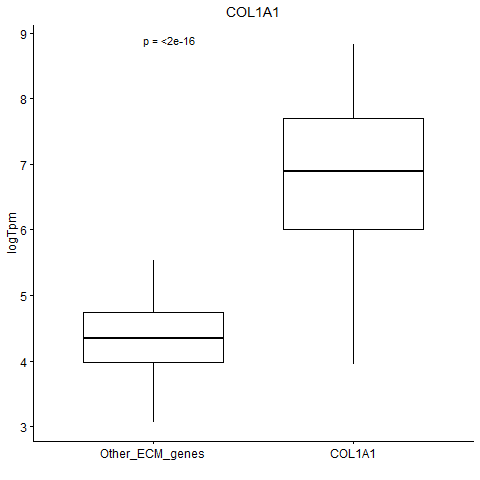 COL1A1
p = <2e-16
logTpm
9
8
7
6
5
4
3
Other_ECM_genes
COL1A1